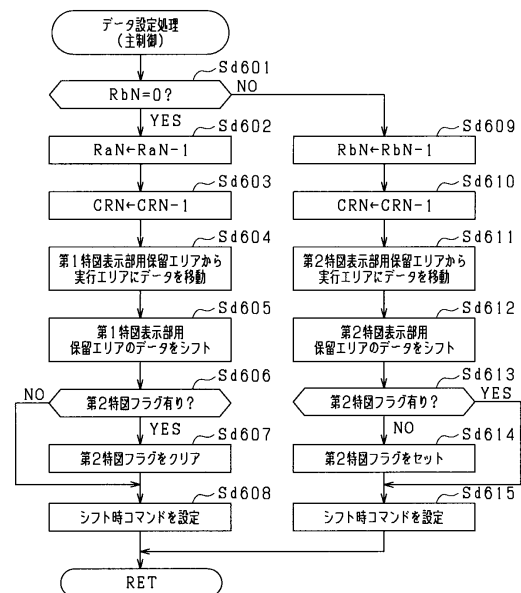 データ設定処理
(主制御)
Sd601
RbN=0?
NO
YES
Sd602
RaN←RaN-1
Sd603
CRN←CRN-1
Sd604
第1特図表示部用保留エリアから
実行エリアにデータを移動
Sd605
第1特図表示部用
保留エリアのデータをシフト
Sd606
NO
第2特図フラグ有り?
YES
Sd607
第2特図フラグをクリア
Sd608
シフト時コマンドを設定
RET
Sd609
RbN←RbN-1
Sd610
CRN←CRN-1
Sd611
第2特図表示部用保留エリアから
実行エリアにデータを移動
Sd612
第2特図表示部用
保留エリアのデータをシフト
Sd613
第2特図フラグ有り?
YES
NO
Sd614
第2特図フラグをセット
Sd615
シフト時コマンドを設定